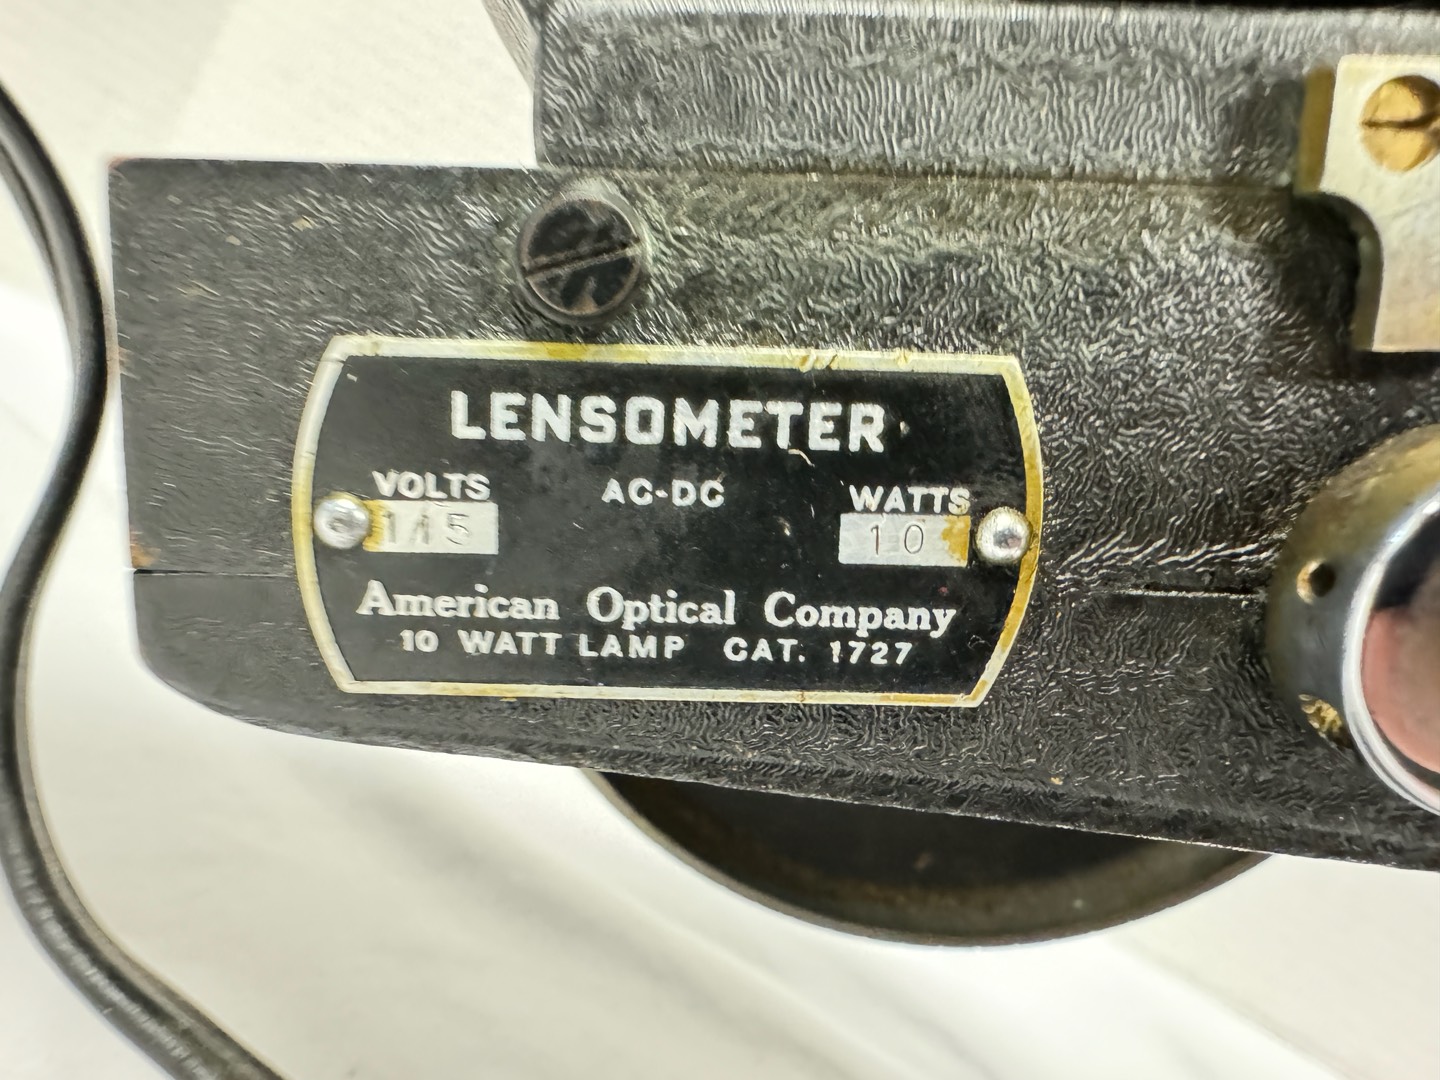 LENSOMETER
VOLTS AC-DC WATTS
115 10
American Optical Company
10 WATT LAMP CAT. 1727